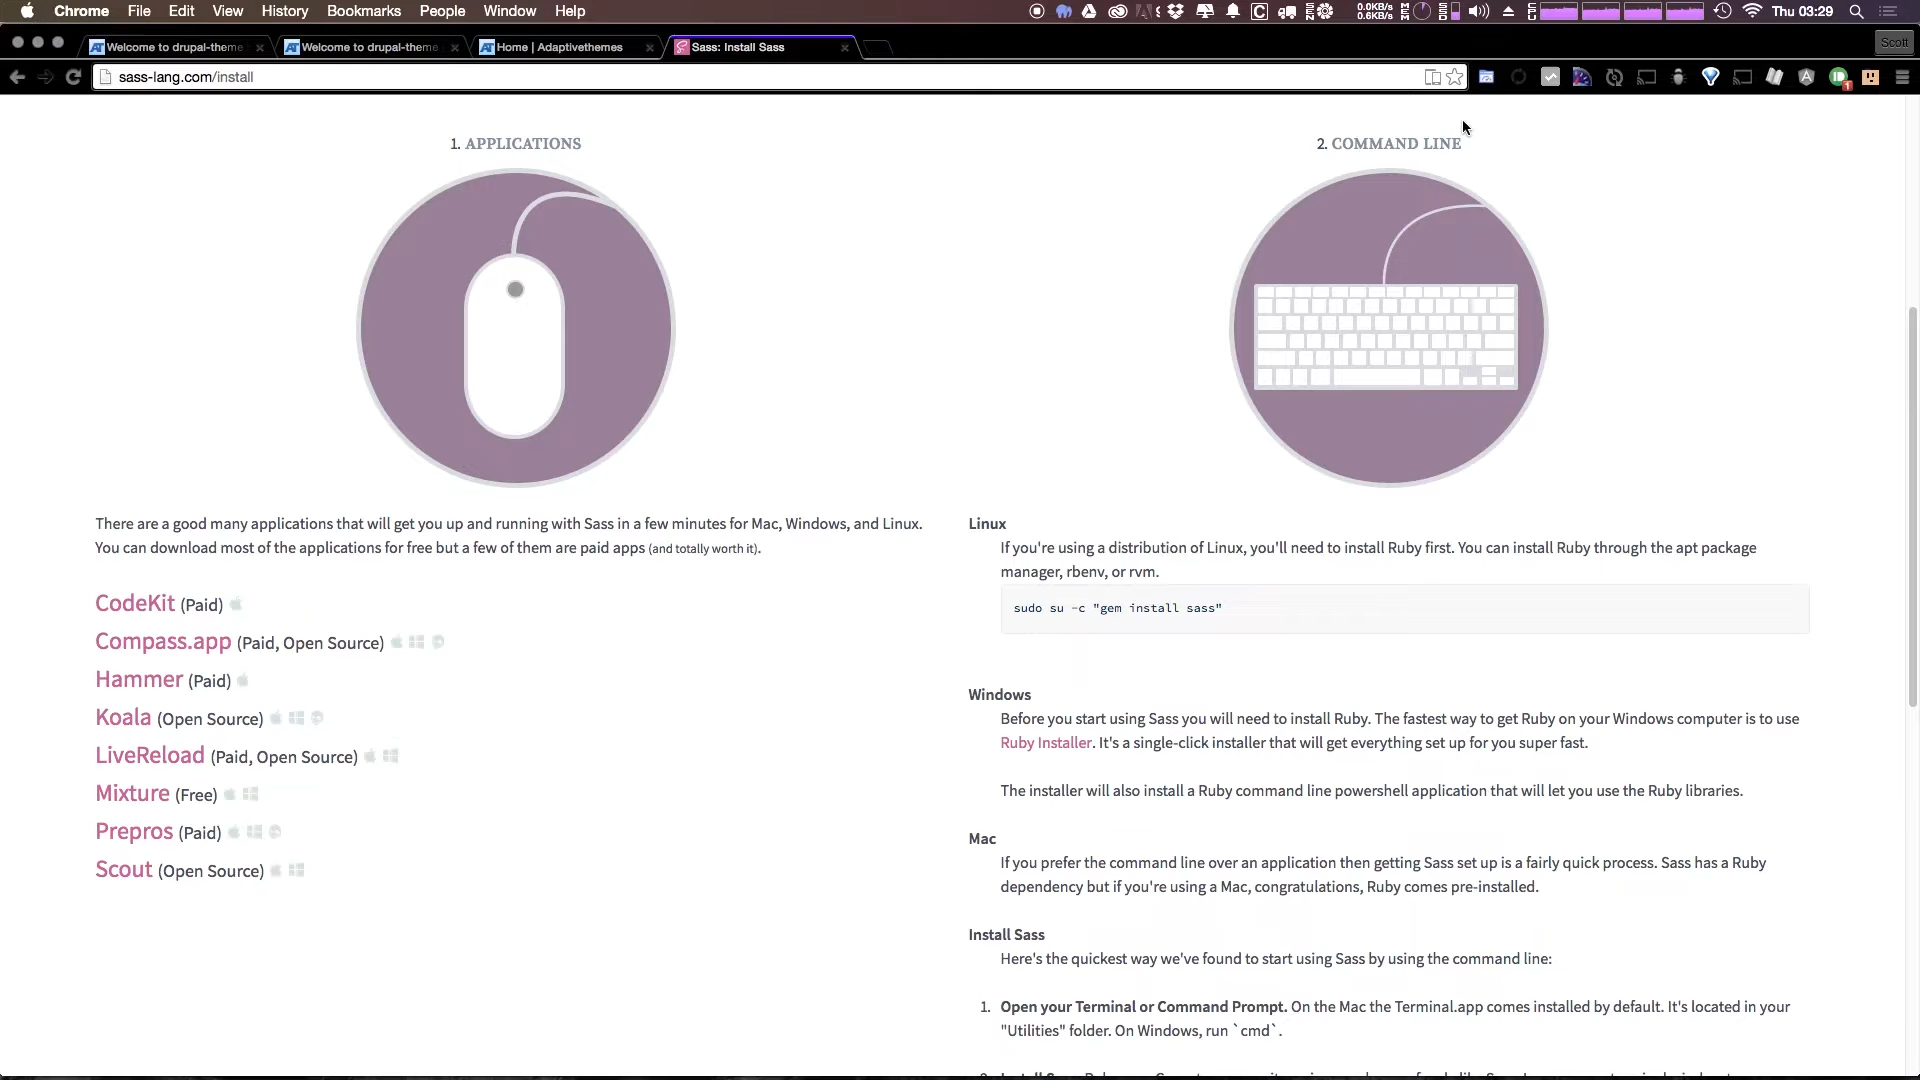 Chrome File Edit View History Bookmarks People Window Help
0.0KB/s
0.6KB/s
Thu 03:29
Welcome to drupal-theme
Welcome to drupal-theme
Home | Adaptivethemes
Sass: Install Sass
Scott
sass-lang.com/install
1. APPLICATIONS
There are a good many applications that will get you up and running with Sass in a few minutes for Mac, Windows, and Linux.
You can download most of the applications for free but a few of them are paid apps (and totally worth it).
CodeKit (Paid)
Compass.app (Paid, Open Source)
Hammer (Paid)
Koala (Open Source)
LiveReload (Paid, Open Source)
Mixture (Free)
Prepros (Paid)
Scout (Open Source)
2. COMMAND LINE
Linux
If you're using a distribution of Linux, you'll need to install Ruby first. You can install Ruby through the apt package
manager, rbenv, or rvm.
sudo su -c "gem install sass"
Windows
Before you start using Sass you will need to install Ruby. The fastest way to get Ruby on your Windows computer is to use
Ruby Installer. It's a single-click installer that will get everything set up for you super fast.
The installer will also install a Ruby command line powershell application that will let you use the Ruby libraries.
Mac
If you prefer the command line over an application then getting Sass set up is a fairly quick process. Sass has a Ruby
dependency but if you're using a Mac, congratulations, Ruby comes pre-installed.
Install Sass
Here's the quickest way we've found to start using Sass by using the command line:
1. Open your Terminal or Command Prompt. On the Mac the Terminal.app comes installed by default. It's located in your
"Utilities" folder. On Windows, run `cmd`.